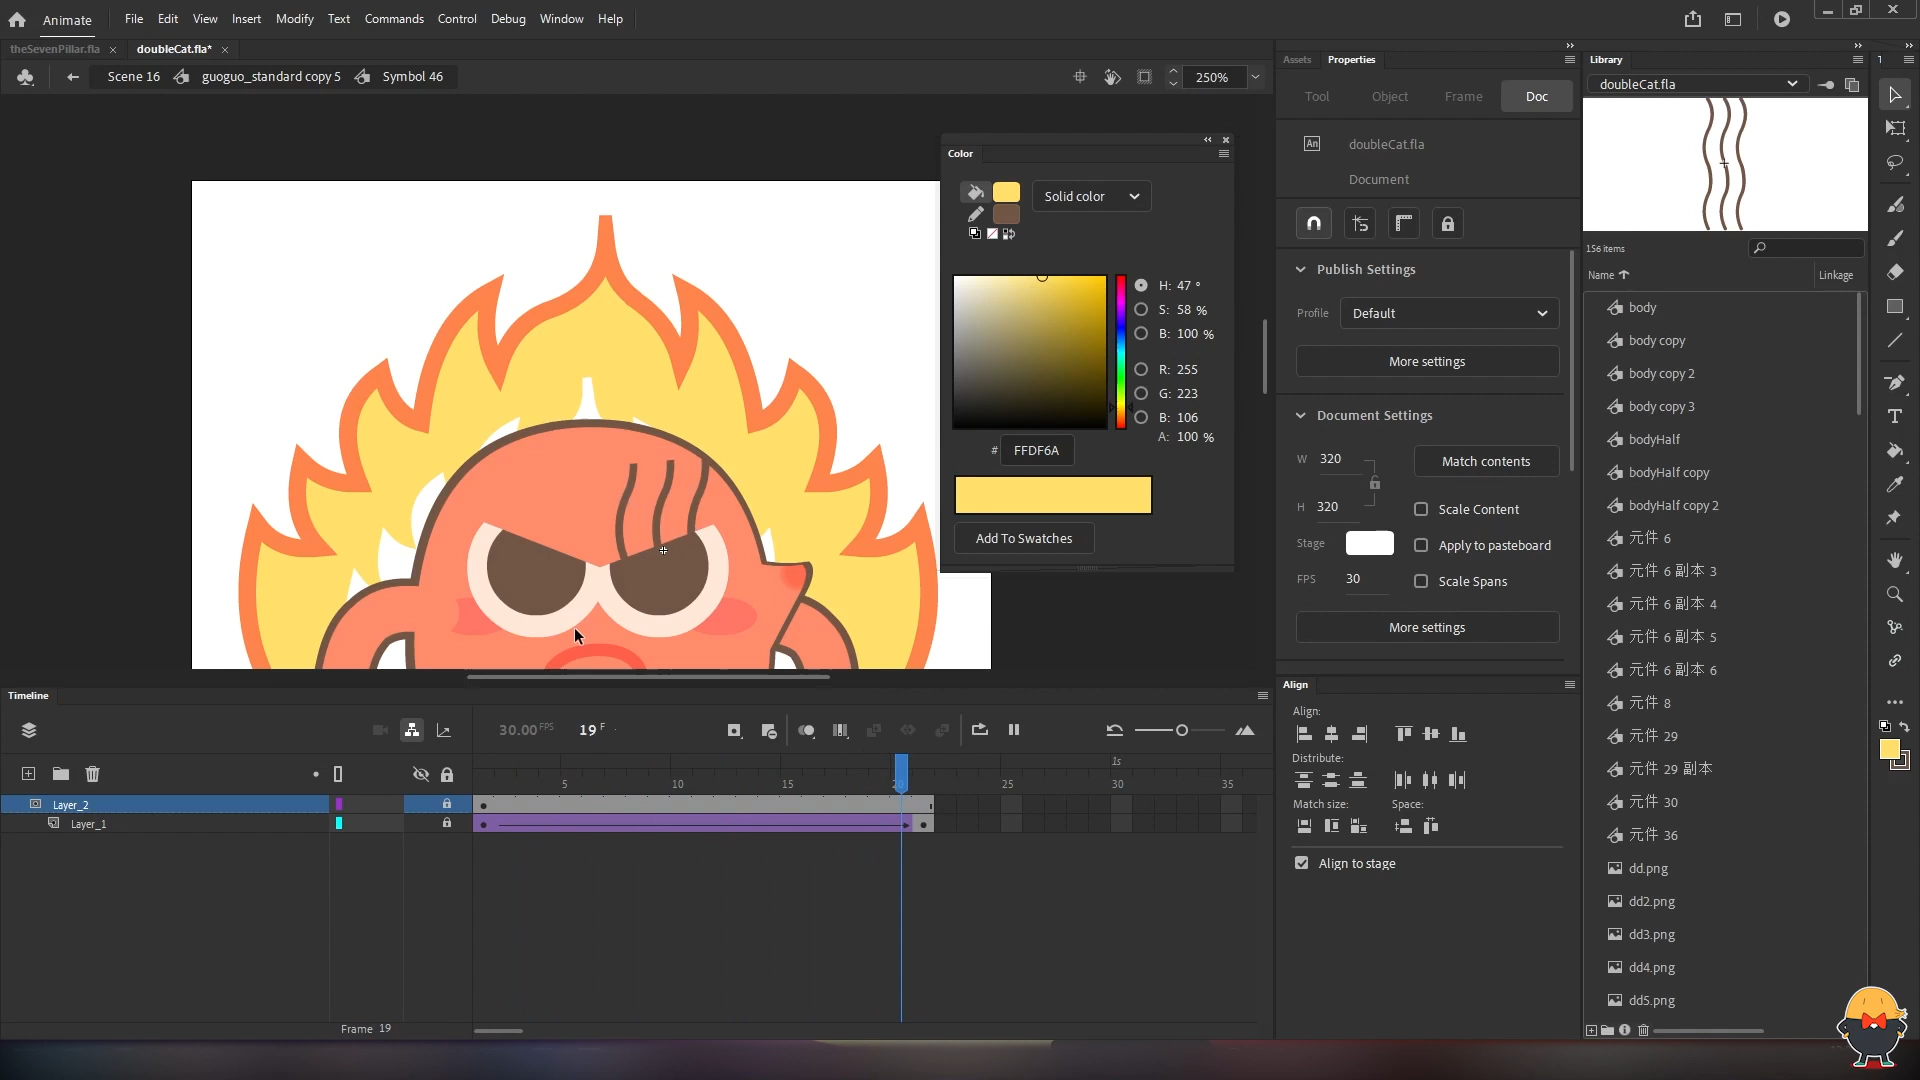 Animate
File Edit View Insert Modify Text Commands Control Debug Window Help
theSevenPillar.fla
doubleCat.fla*
Scene 16
guoguo_standard copy 5
Symbol 46
250%
Color
Solid color
H: 47 °
S: 58 %
B: 100 %
R: 255
G: 223
B: 106
A: 100 %
# FFDF6A
Add To Swatches
Assets Properties
Tool Object Frame Doc
An doubleCat.fla
Document
Publish Settings
Profile Default
More settings
Document Settings
W 320
Match contents
H 320
Scale Content
Stage
Apply to pasteboard
FPS 30
Scale Spans
More settings
Align
Align:
Distribute:
Match size: Space:
Align to stage
Library
doubleCat.fla
156 items
Name Linkage
body
body copy
body copy 2
body copy 3
bodyHalf
bodyHalf copy
bodyHalf copy 2
元件 6
元件 6 副本 3
元件 6 副本 4
元件 6 副本 5
元件 6 副本 6
元件 8
元件 29
元件 29 副本
元件 30
元件 36
dd.png
dd2.png
dd3.png
dd4.png
dd5.png
Timeline
30.00 FPS 19 F
1s
5 10 15 20 25 30 35
Layer_2
Layer_1
Frame 19